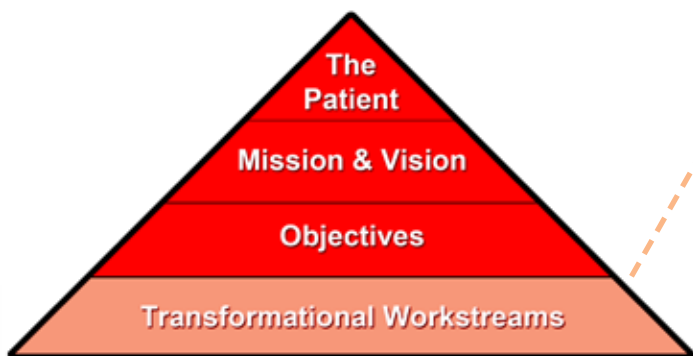 The
Patient
Mission & Vision
Objectives
Transformational Workstreams